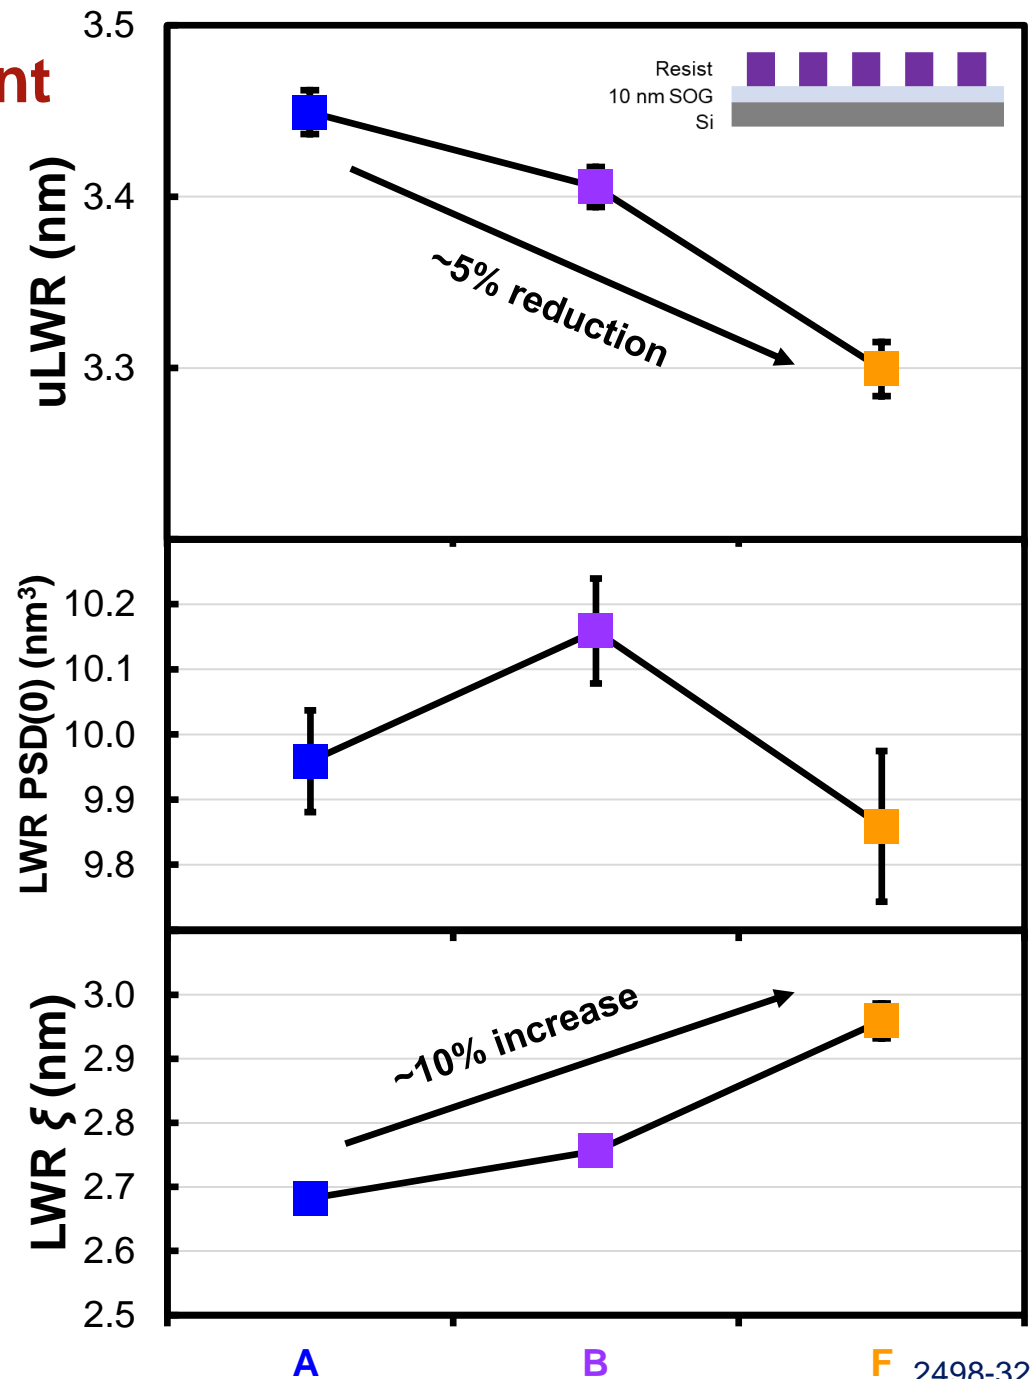 nt
uLWR (nm)
3.5
3.4
3.3
Resist
10 nm SOG
Si
~5% reduction
LWR PSD(0) (nm³)
10.2
10.1
10.0
9.9
9.8
LWR ξ (nm)
3.0
2.9
2.8
2.7
2.6
2.5
~10% increase
A B F
2498-32